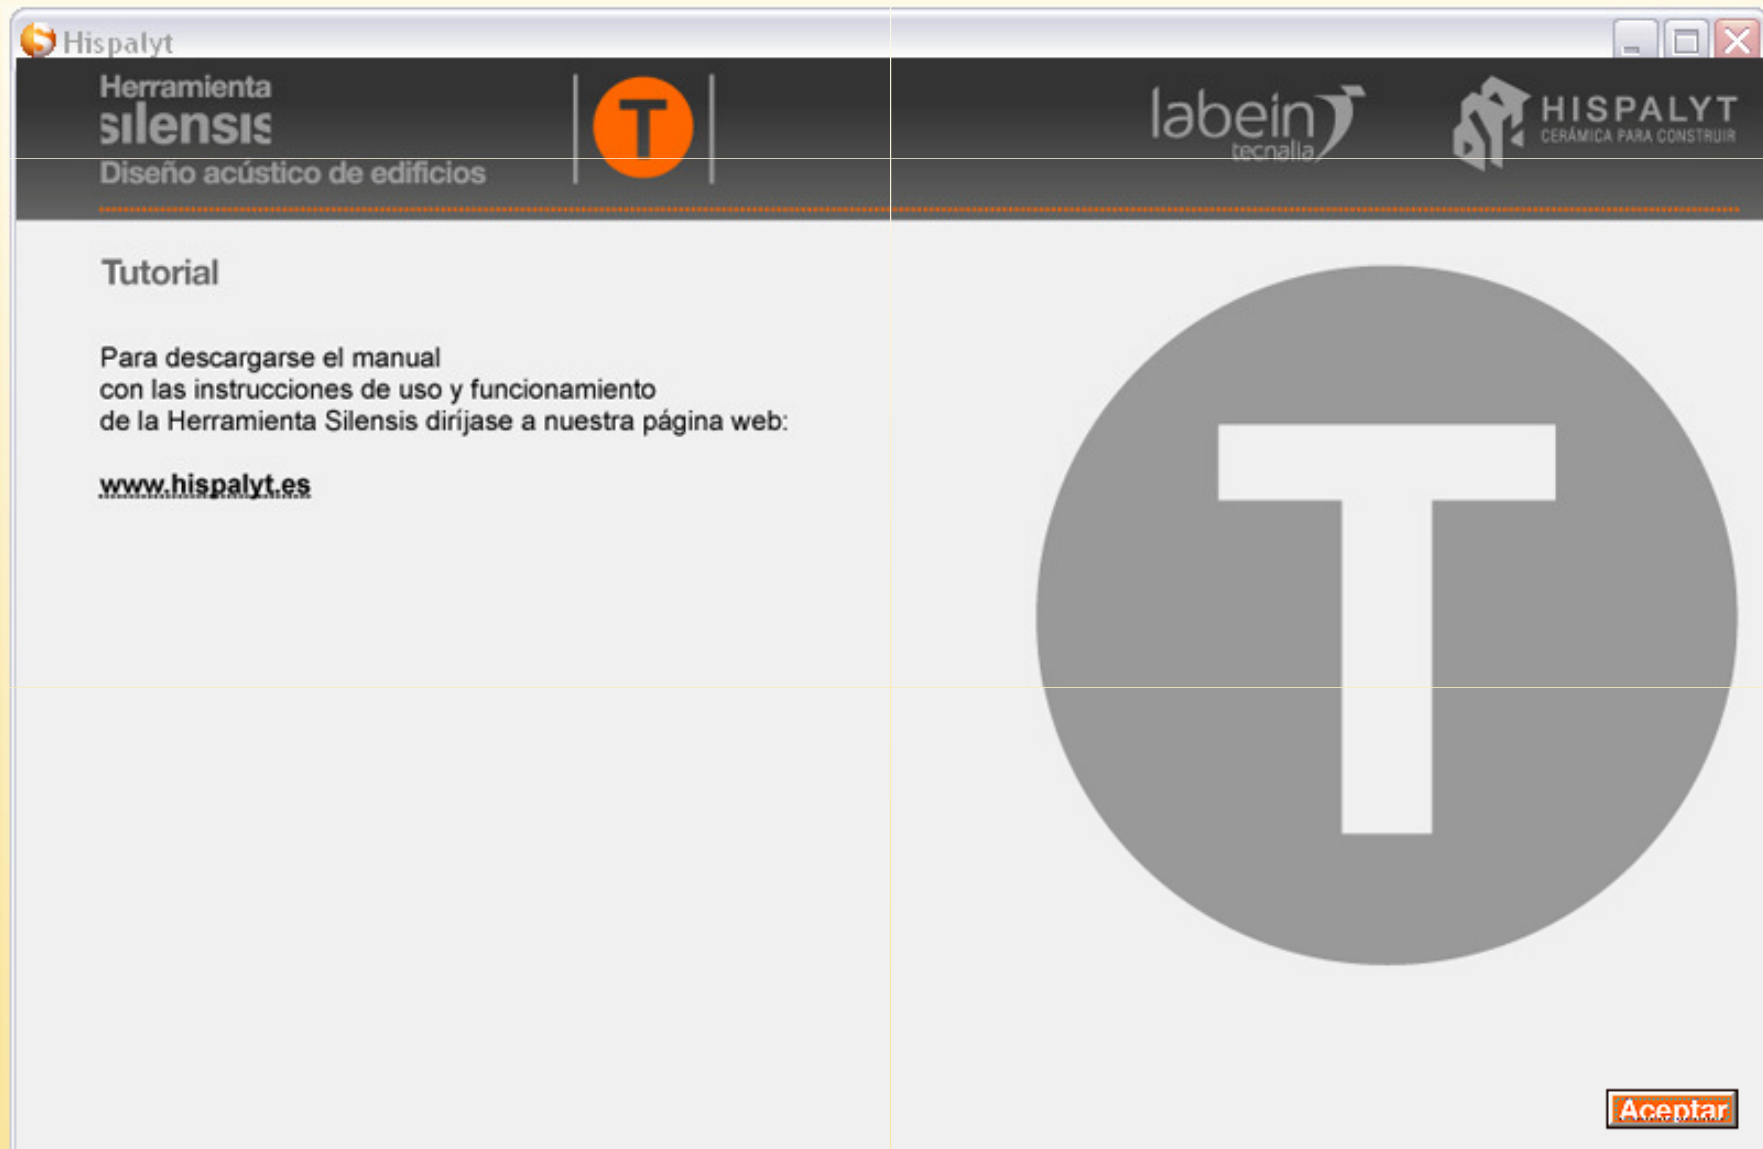 Hispalyt
Herramienta
silensis
Diseño acústico de edificios
T
labein
tecnalia
HISPALYT
CERÁMICA PARA CONSTRUIR
Tutorial
Para descargarse el manual
con las instrucciones de uso y funcionamiento
de la Herramienta Silensis diríjase a nuestra página web:
www.hispalyt.es
T
Aceptar